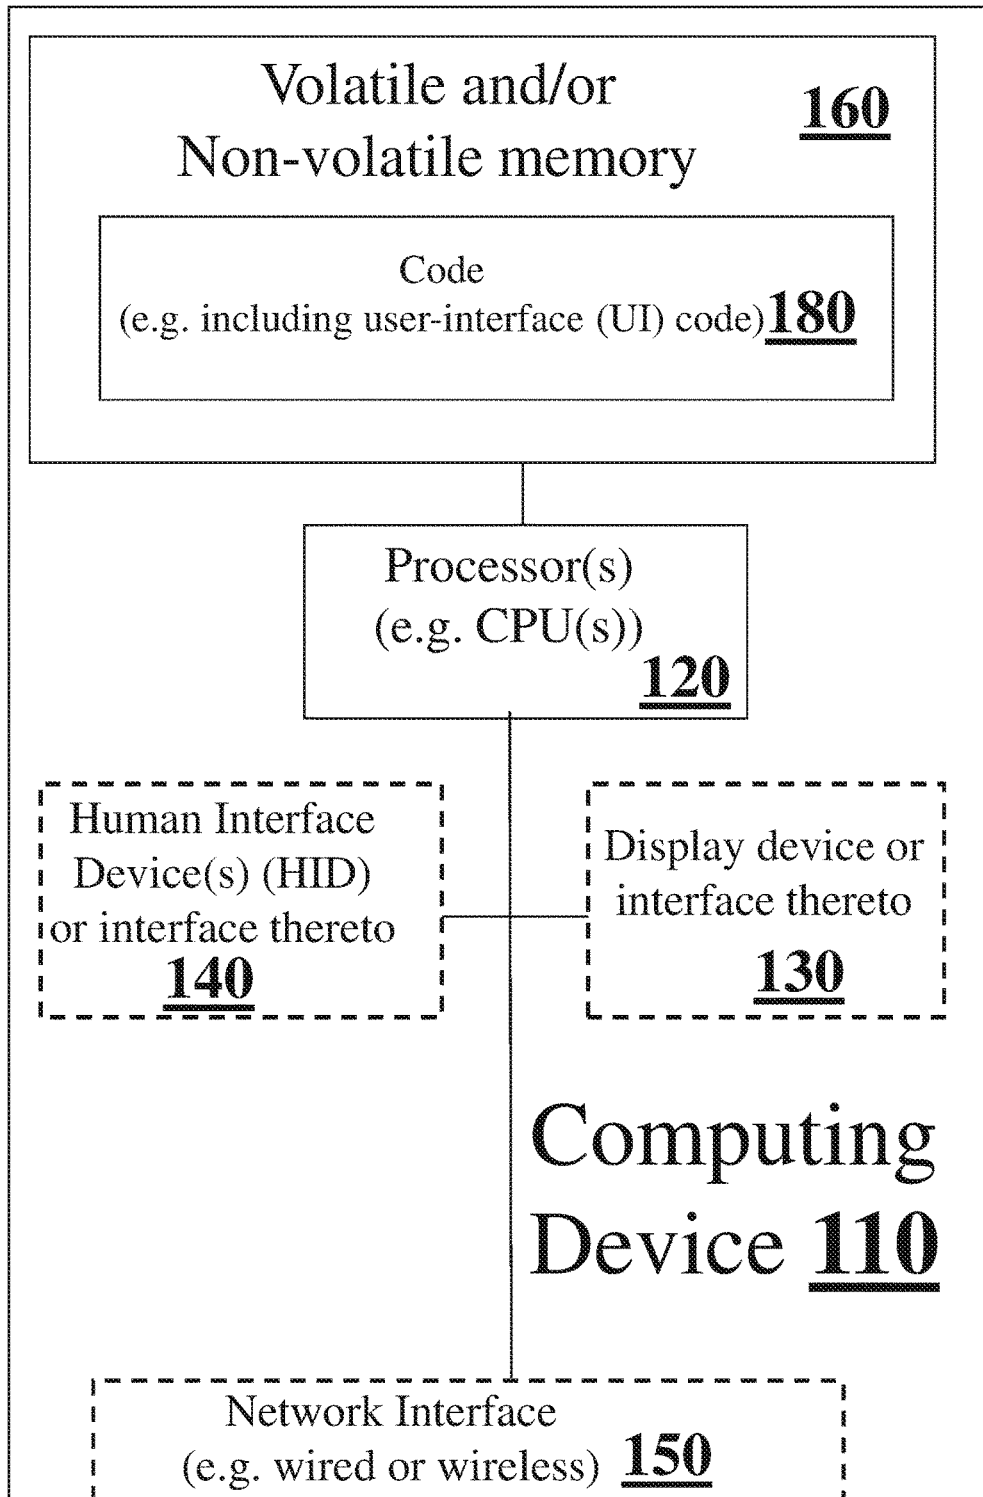 Volatile and/or
Non-volatile memory
160
Code
(e.g. including user-interface (UI) code) 180
Processor(s)
(e.g. CPU(s))
120
Human Interface
Device(s) (HID)
or interface thereto
140
Display device or
interface thereto
130
Computing
Device 110
Network Interface
(e.g. wired or wireless) 150